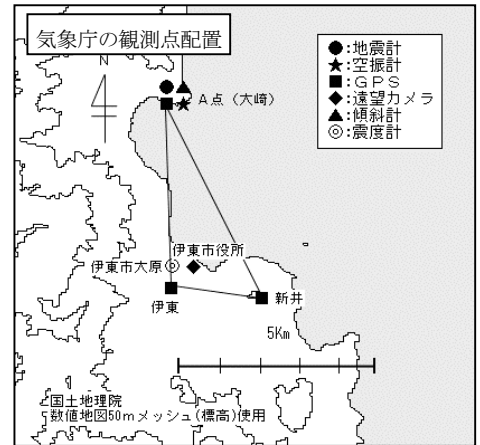 気象庁の観測点配置
N
●:地震計
★:空振計
■:GPS
◆:遠望カメラ
▲:傾斜計
◎:震度計
A点(大崎)
伊東市役所
伊東市大原
伊東
新井
5Km
国土地理院
数値地図50mメッシュ(標高)使用